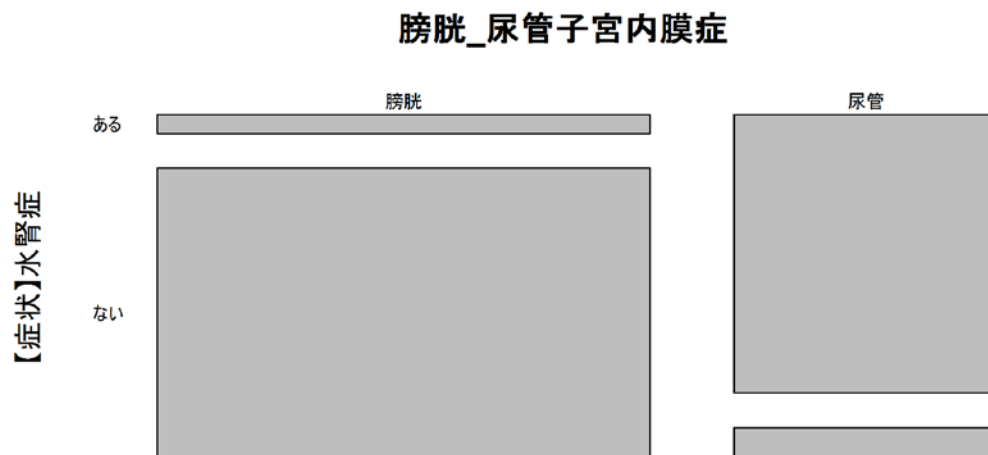 膀胱_尿管子宮内膜症
膀胱
尿管
ある
ない
【症状】水腎症